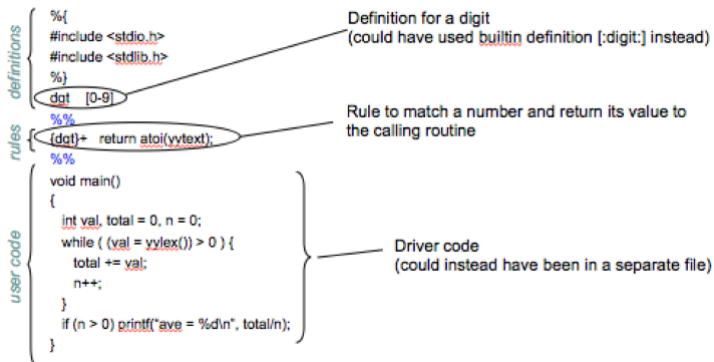 definitions
%{
#include <stdio.h>
#include <stdlib.h>
%}
dgt [0-9]
%%
rules
{dgt}+ return atoi(yytext);
%%
user code
void main()
{
int val, total = 0, n = 0;
while ( (val = yylex()) > 0 ) {
total += val;
n++;
}
if (n > 0) printf("ave = %d\n", total/n);
}
Definition for a digit
(could have used builtin definition [:digit:] instead)
Rule to match a number and return its value to
the calling routine
Driver code
(could instead have been in a separate file)